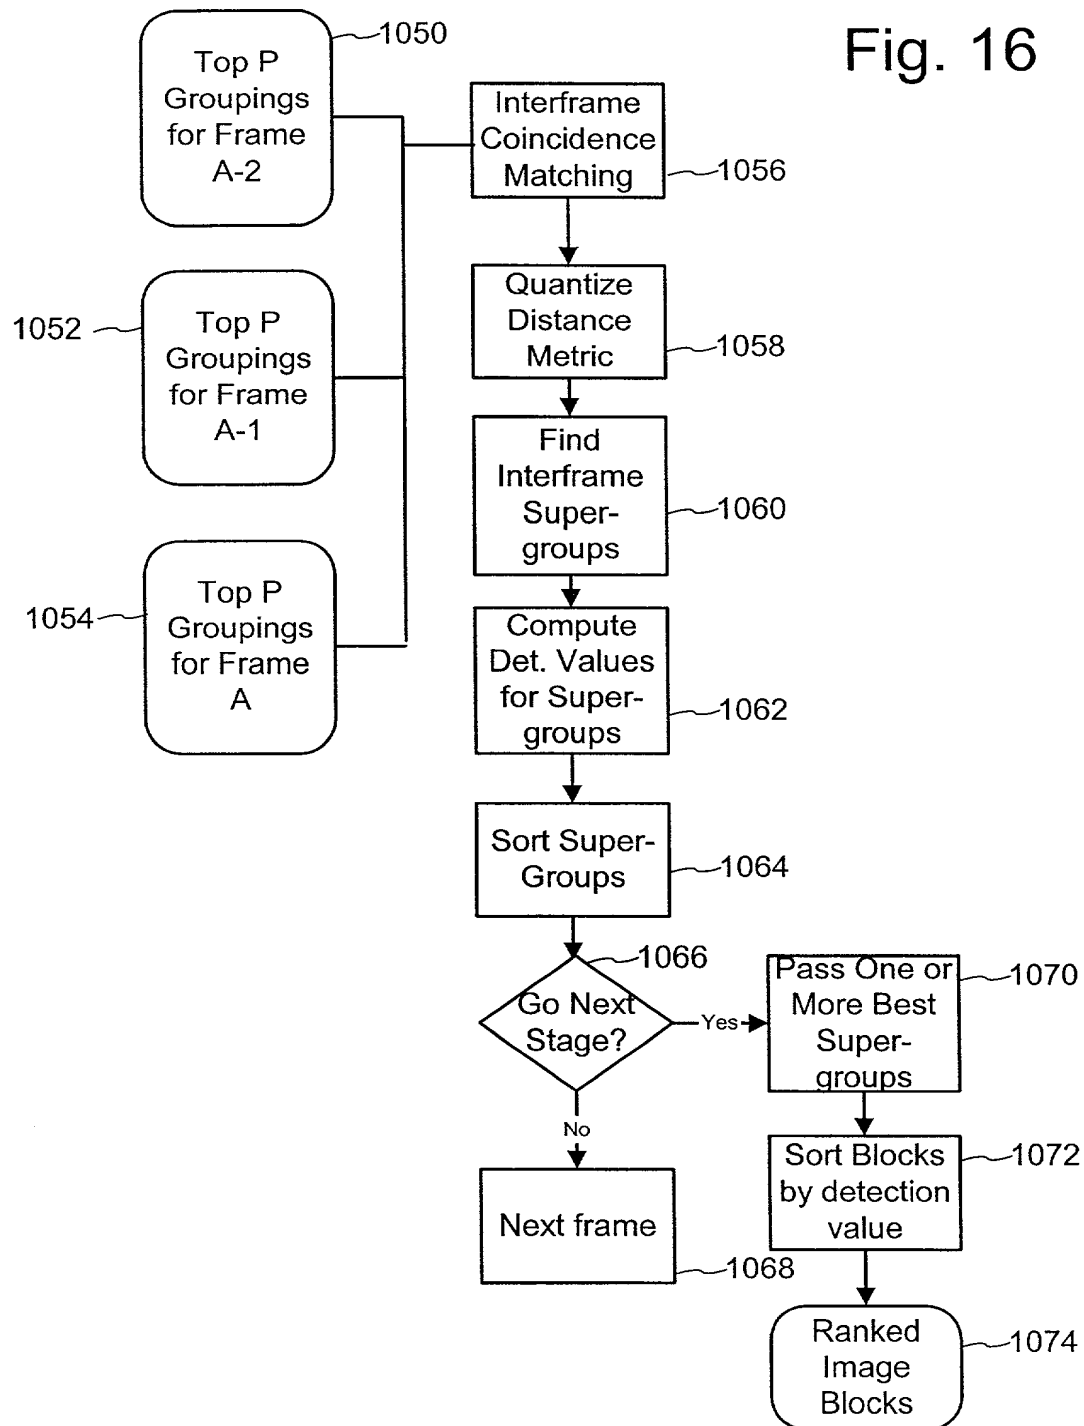 Fig. 16
1050
Top P
Groupings
for Frame
A-2
1052
Top P
Groupings
for Frame
A-1
1054
Top P
Groupings
for Frame
A
Interframe
Coincidence
Matching
1056
Quantize
Distance
Metric
1058
Find
Interframe
Super-
groups
1060
Compute
Det. Values
for Super-
groups
1062
Sort Super-
Groups
1064
1066
Go Next
Stage?
Yes
No
Next frame
1068
Pass One or
More Best
Super-
groups
1070
Sort Blocks
by detection
value
1072
Ranked
Image
Blocks
1074